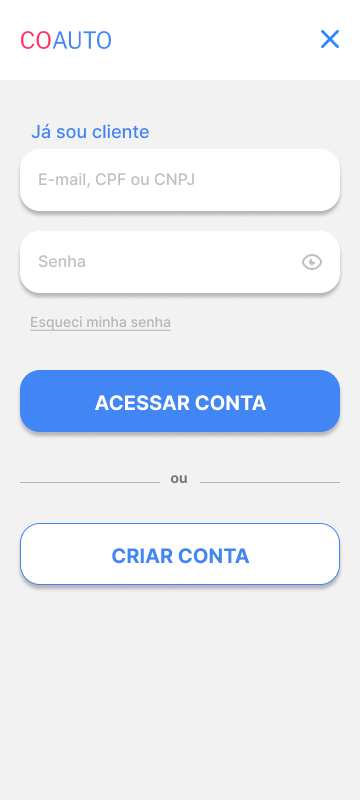 COAUTO
Já sou cliente
E-mail, CPF ou CNPJ
Senha
Esqueci minha senha
ACESSAR CONTA
ou
CRIAR CONTA